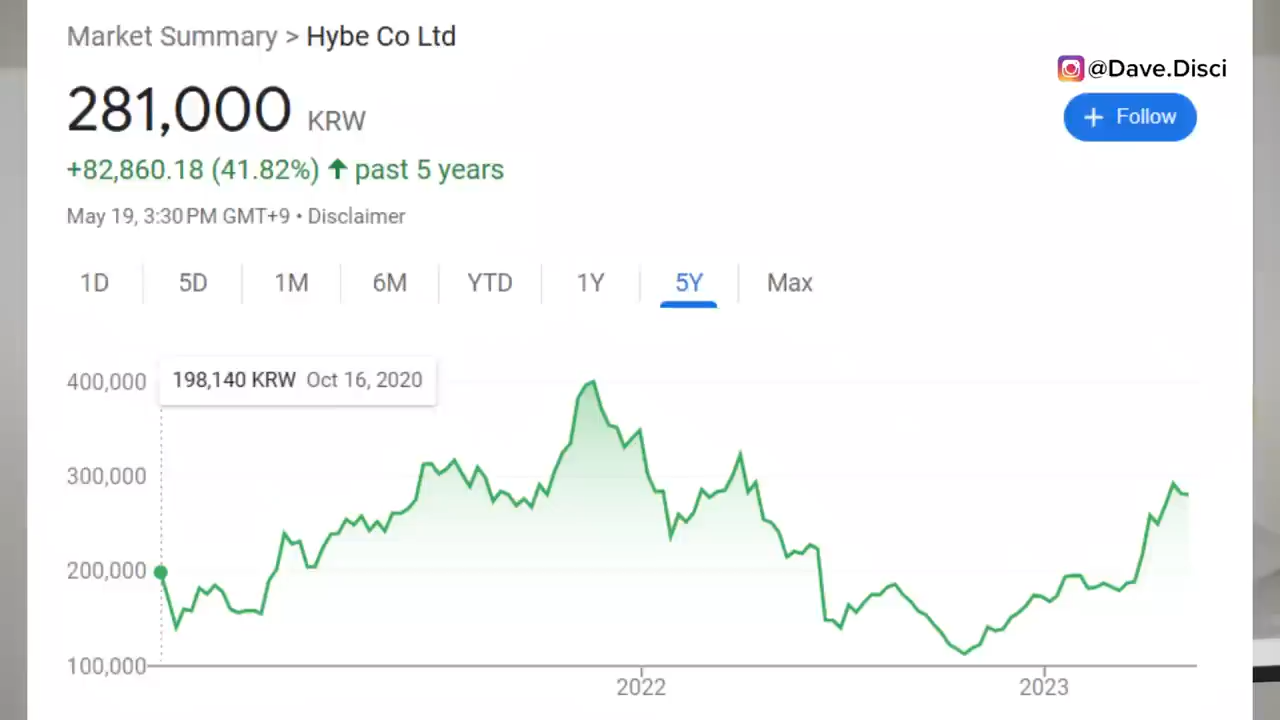 Market Summary > Hybe Co Ltd
@Dave.Disci
281,000 KRW
+ Follow
+82,860.18 (41.82%) ↑ past 5 years
May 19, 3:30 PM GMT+9 • Disclaimer
1D 5D 1M 6M YTD 1Y 5Y Max
400,000
198,140 KRW Oct 16, 2020
300,000
200,000
100,000
2022 2023